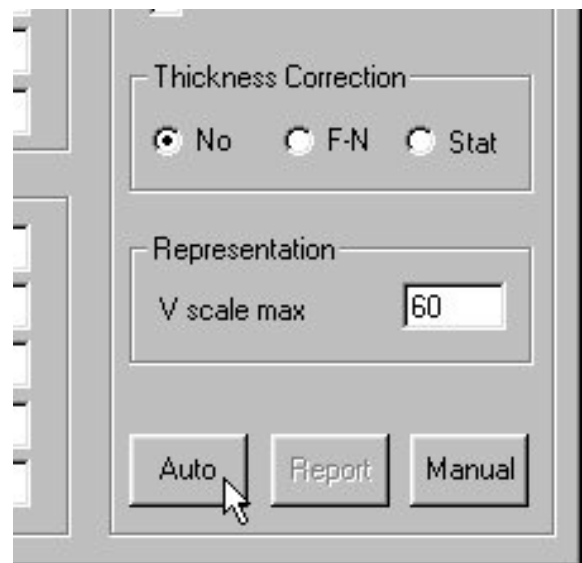 Thickness Correction
No F-N Stat
Representation
V scale max 60
Auto Report Manual